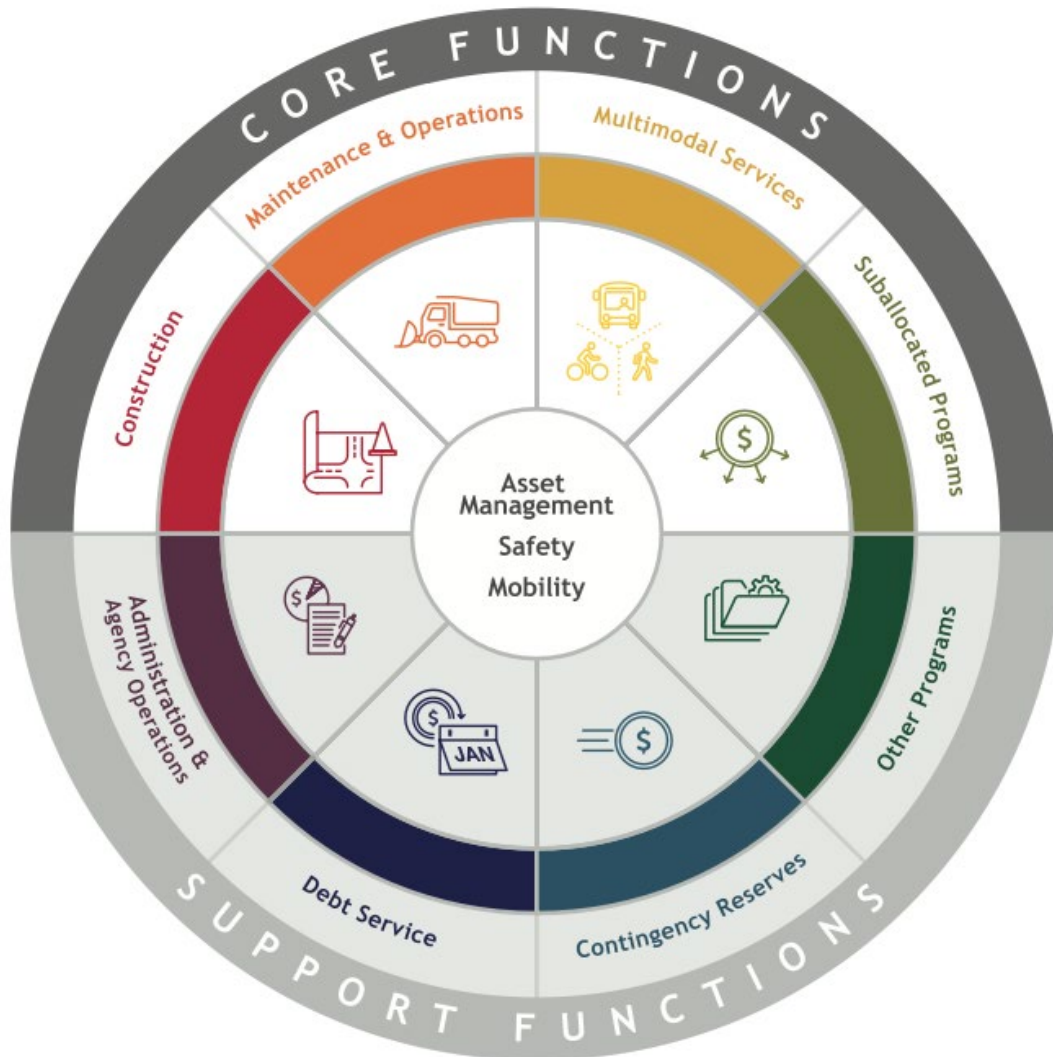 CORE FUNCTIONS
Maintenance & Operations
Multimodal Services
Construction
Suballocated Programs
$
Asset
Management
Safety
Mobility
$
Administration &
Agency Operations
Other Programs
$
JAN
$
Debt Service
Contingency Reserves
SUPPORT FUNCTIONS